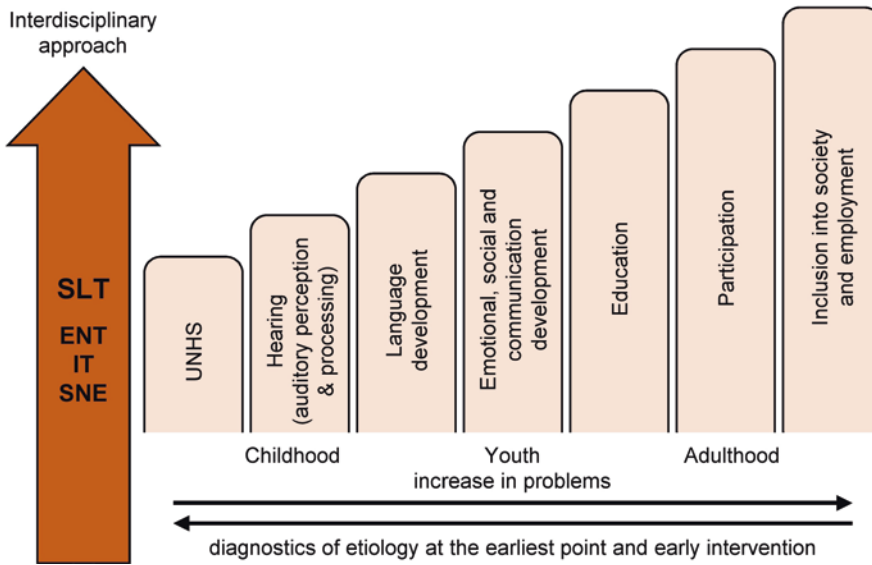 Interdisciplinary
approach
SLT
ENT
IT
SNE
UNHS
Hearing
(auditory perception
& processing)
Language
development
Emotional, social and
communication
development
Education
Participation
Inclusion into society
and employment
Childhood
Youth
Adulthood
increase in problems
diagnostics of etiology at the earliest point and early intervention